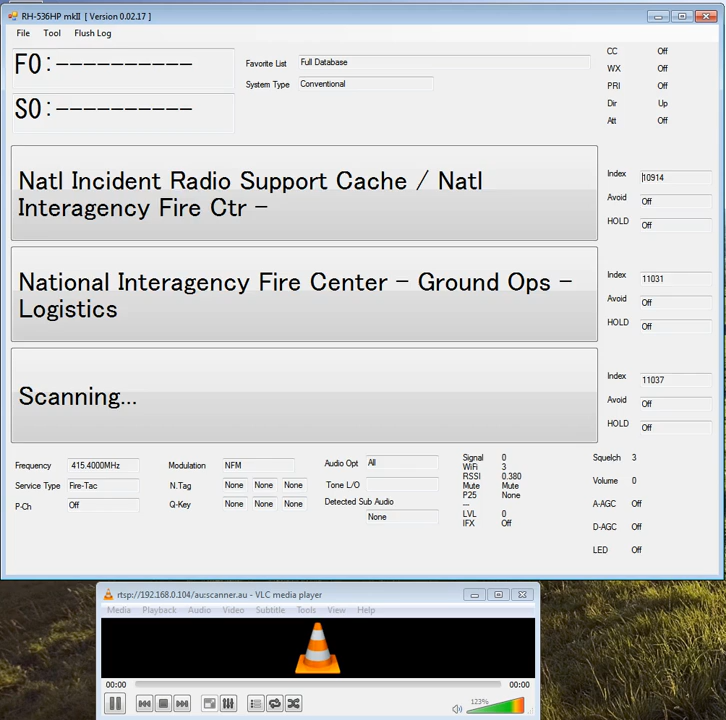 RH-536HP mkII [ Version 0.02.17 ]
File Tool Flush Log
F0:----------
S0:----------
Favorite List Full Database
System Type Conventional
CC Off
WX Off
PRI Off
Dir Up
Att Off
Natl Incident Radio Support Cache / Natl
Interagency Fire Ctr -
Index 10914
Avoid Off
HOLD Off
National Interagency Fire Center - Ground Ops -
Logistics
Index 11031
Avoid Off
HOLD Off
Scanning...
Index 11037
Avoid Off
HOLD Off
Frequency 415.4000MHz
Service Type Fire-Tac
P-Ch Off
Modulation NFM
N.Tag None None None
Q-Key None None None
Audio Opt All
Tone L/O
Detected Sub Audio
None
Signal 0
WiFi 3
RSSI 0.380
Mute Mute
P25 None
---
LVL 0
IFX Off
Squelch 3
Volume 0
A-AGC Off
D-AGC Off
LED Off
rtsp://192.168.0.104/au:scanner.au - VLC media player
Media Playback Audio Video Subtitle Tools View Help
00:00 00:00
123%